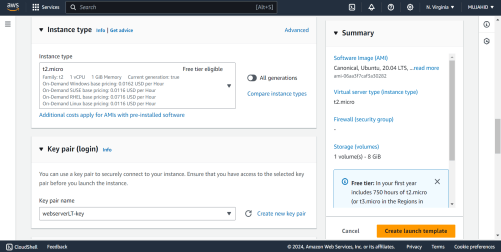 aws
Services
Search
[Alt+S]
N. Virginia
MUJAHID
Instance type
Info | Get advice
Advanced
Instance type
t2.micro
Free tier eligible
Family: t2 1 vCPU 1 GiB Memory Current generation: true
On-Demand Windows base pricing: 0.0162 USD per Hour
On-Demand SUSE base pricing: 0.0116 USD per Hour
On-Demand RHEL base pricing: 0.0716 USD per Hour
On-Demand Linux base pricing: 0.0116 USD per Hour
All generations
Compare instance types
Additional costs apply for AMIs with pre-installed software
Key pair (login)
Info
You can use a key pair to securely connect to your instance. Ensure that you have access to the selected key
pair before you launch the instance.
Key pair name
webserverLT-key
Create new key pair
Summary
Software Image (AMI)
Canonical, Ubuntu, 20.04 LTS, ...read more
Virtual server type (instance type)
t2.micro
Firewall (security group)
-
Storage (volumes)
1 volume(s) - 8 GiB
Free tier: In your first year
includes 750 hours of t2.micro
(or t3.micro in the Regions in
Cancel
Create launch template
CloudShell
Feedback
© 2024, Amazon Web Services, Inc. or its affiliates.
Privacy
Terms
Cookie preferences